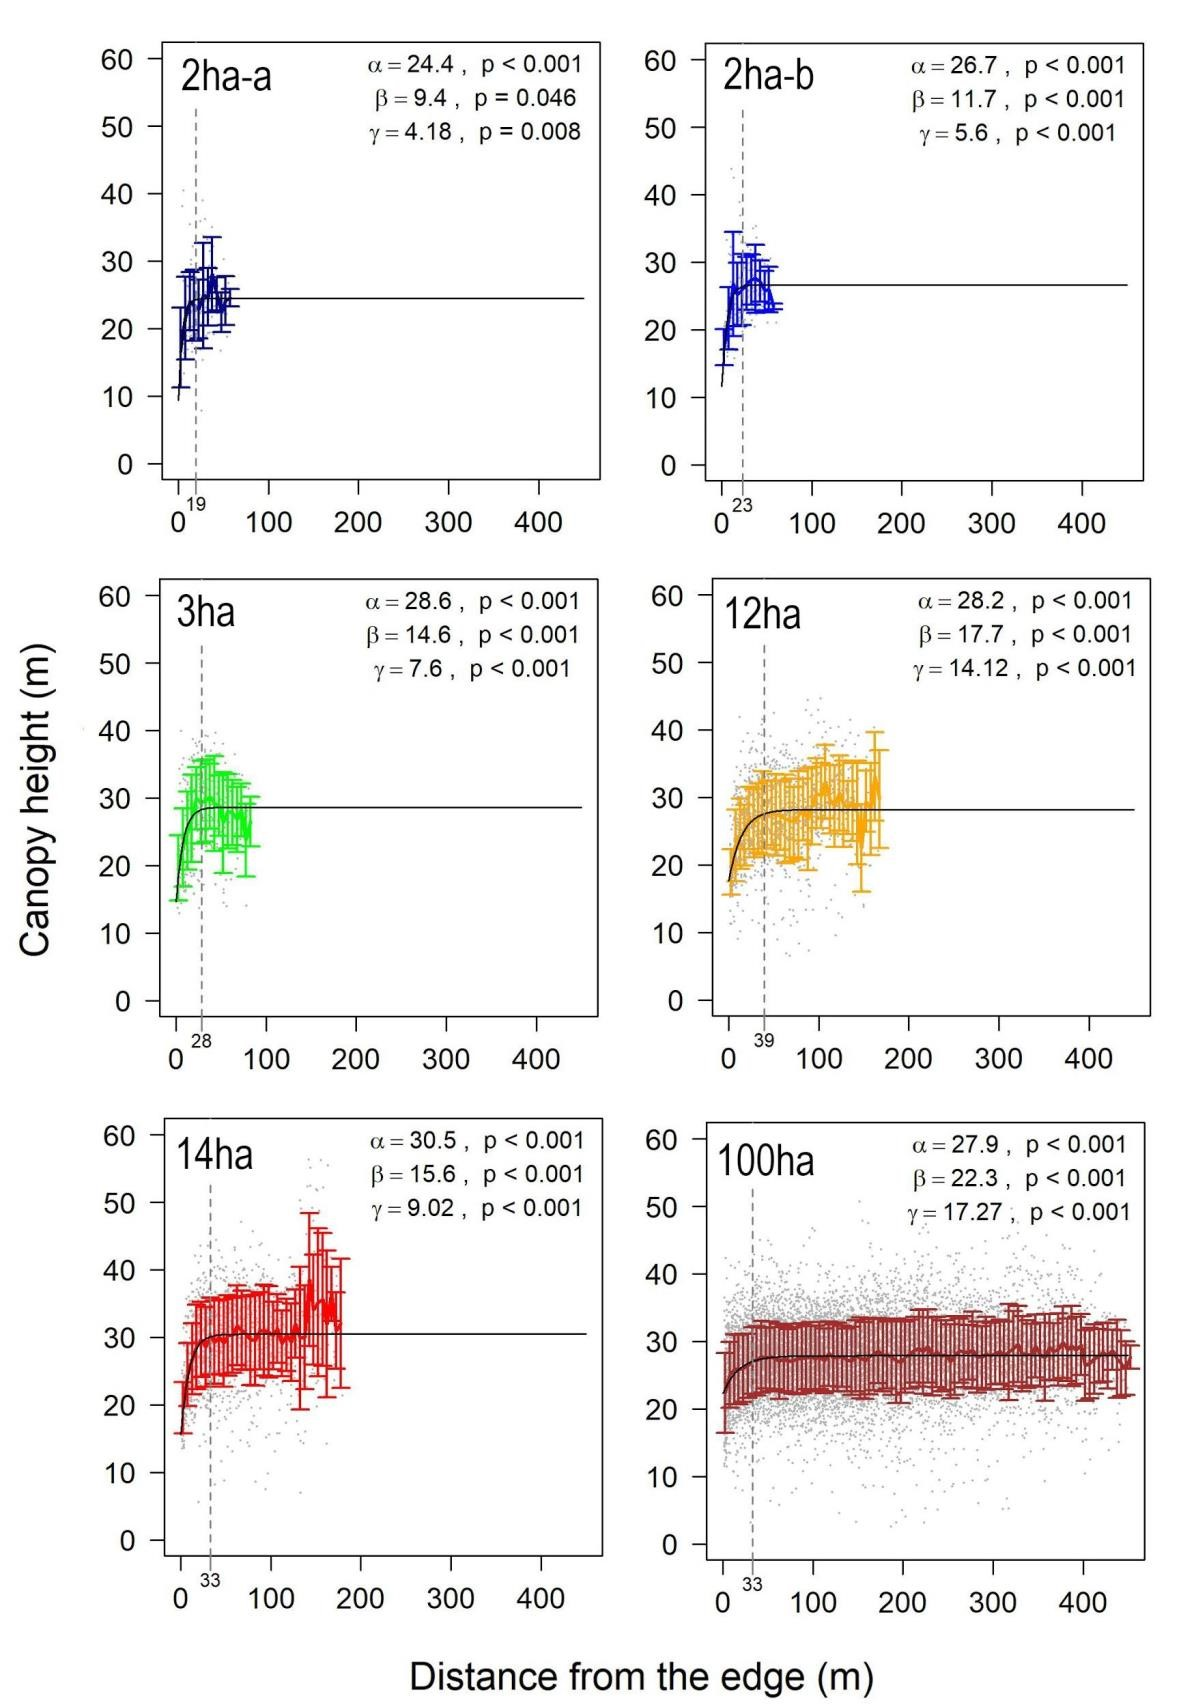 2ha-a
α = 24.4 , p < 0.001
β = 9.4 , p = 0.046
γ = 4.18 , p = 0.008
60
50
40
30
20
10
0
19
0 100 200 300 400
2ha-b
α = 26.7 , p < 0.001
β = 11.7 , p < 0.001
γ = 5.6 , p < 0.001
60
50
40
30
20
10
0
23
0 100 200 300 400
Canopy height (m)
3ha
α = 28.6 , p < 0.001
β = 14.6 , p < 0.001
γ = 7.6 , p < 0.001
60
50
40
30
20
10
0
28
0 100 200 300 400
12ha
α = 28.2 , p < 0.001
β = 17.7 , p < 0.001
γ = 14.12 , p < 0.001
60
50
40
30
20
10
0
39
0 100 200 300 400
14ha
α = 30.5 , p < 0.001
β = 15.6 , p < 0.001
γ = 9.02 , p < 0.001
60
50
40
30
20
10
0
33
0 100 200 300 400
100ha
α = 27.9 , p < 0.001
β = 22.3 , p < 0.001
γ = 17.27 , p < 0.001
60
50
40
30
20
10
0
33
0 100 200 300 400
Distance from the edge (m)